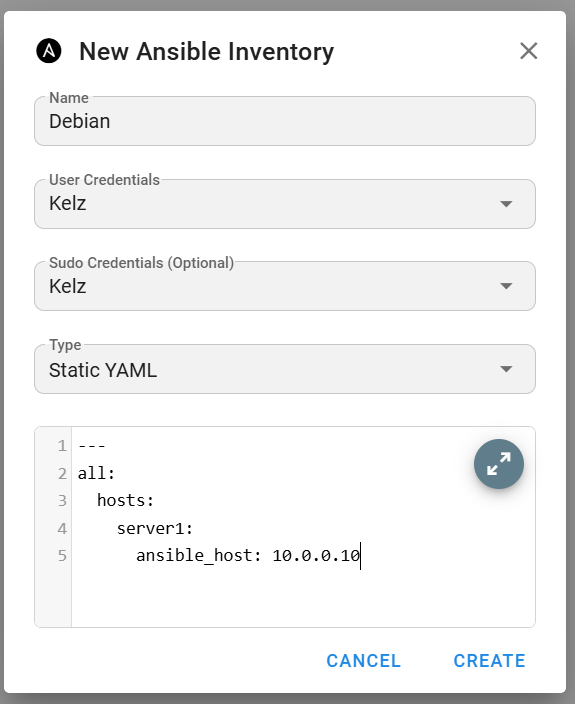 New Ansible Inventory
Name
Debian
User Credentials
Kelz
Sudo Credentials (Optional)
Kelz
Type
Static YAML
1 ---
2 all:
3   hosts:
4     server1:
5       ansible_host: 10.0.0.10
CANCEL CREATE